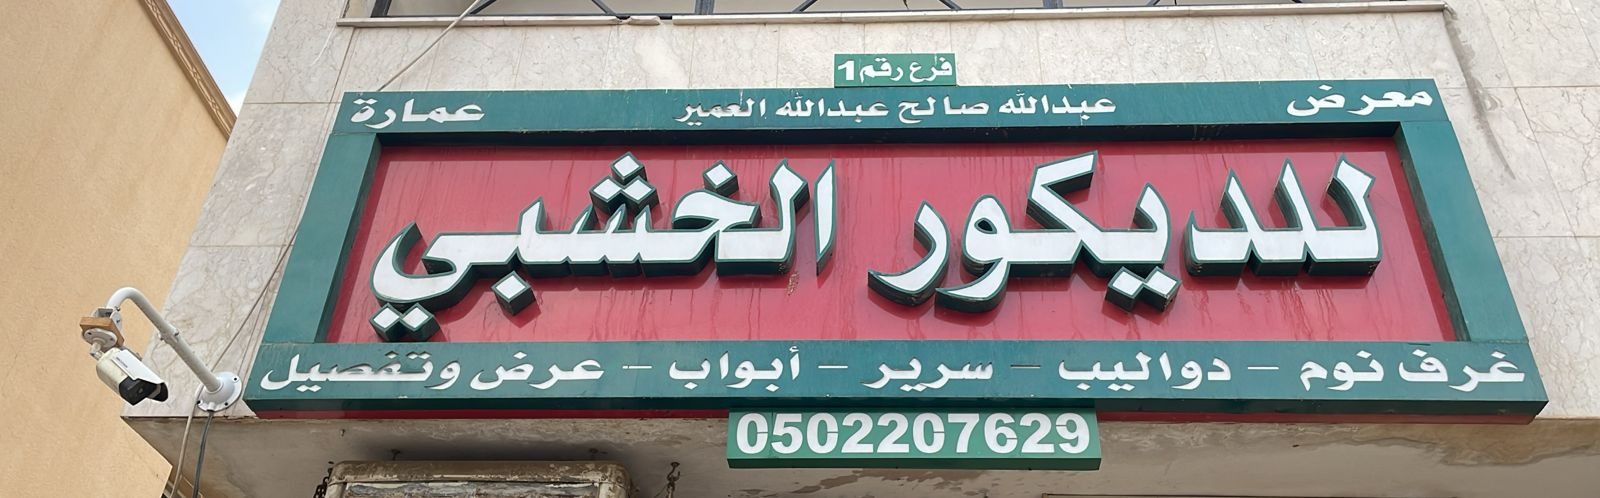 فرع رقم 1
معرض عبدالله صالح عبدالله العمير عمارة
للديكور الخشبي
غرف نوم - دواليب - سرير - أبواب - عرض وتفصيل
0502207629